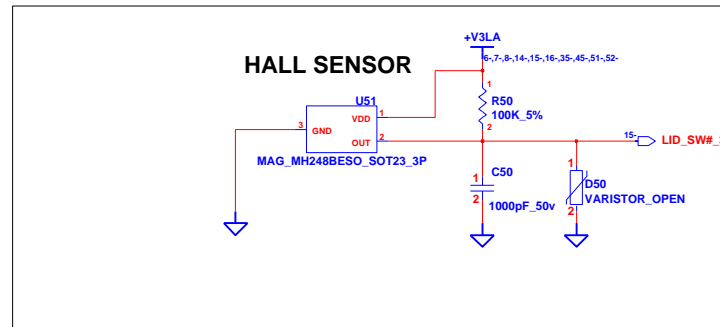 +V3LA
6-,7-,8-,14-,15-,16-,35-,45-,51-,52-
HALL SENSOR
1
R50
100K_5%
2
U51
VDD
1
3
GND
OUT
2
MAG_MH248BESO_SOT23_3P
15-
LID_SW#_
C50
1
2
1000pF_50v
1
D50
VARISTOR_OPEN
2